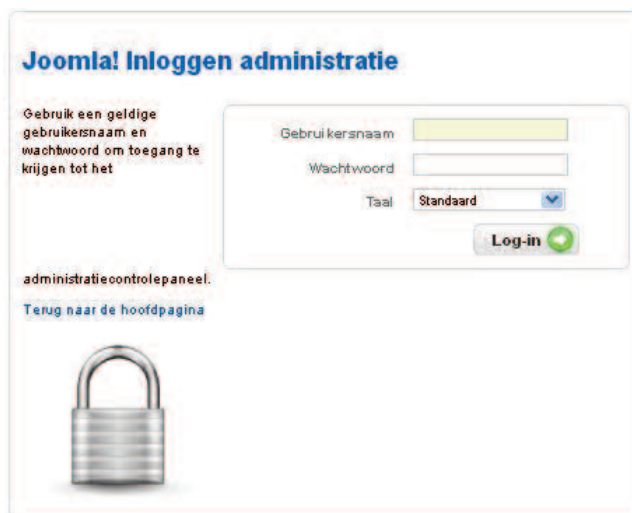 Joomla! Inloggen administratie
Gebruik een geldige
gebruikersnaam en
wachtwoord om toegang te
krijgen tot het
administratiecontrolepaneel.
Terug naar de hoofdpagina
Gebruikersnaam
Wachtwoord
Taal Standaard
Log-in